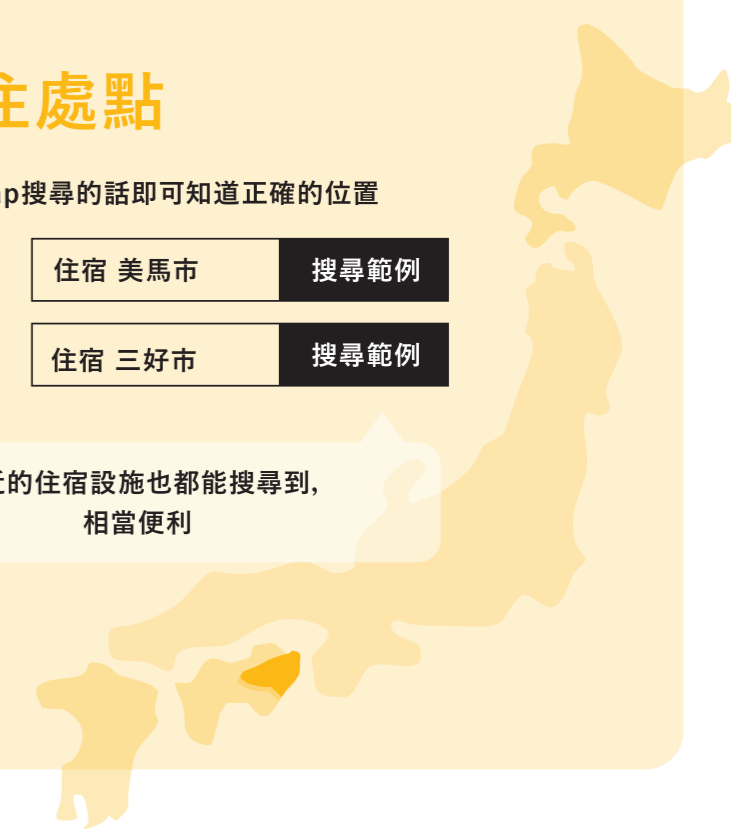 住處點
p搜尋的話即可知道正確的位置
住宿 美馬市 搜尋範例
住宿 三好市 搜尋範例
的住宿設施也都能搜尋到,
相當便利